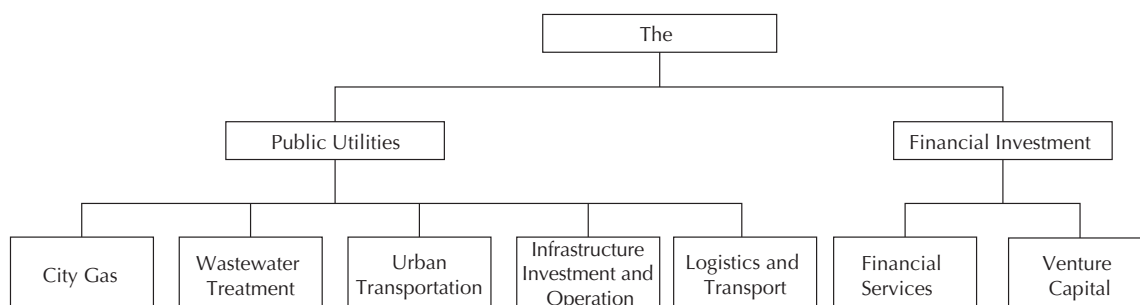 The
Public Utilities
Financial Investment
City Gas
Wastewater
Treatment
Urban
Transportation
Infrastructure
Investment and
Operation
Logistics and
Transport
Financial
Services
Venture
Capital